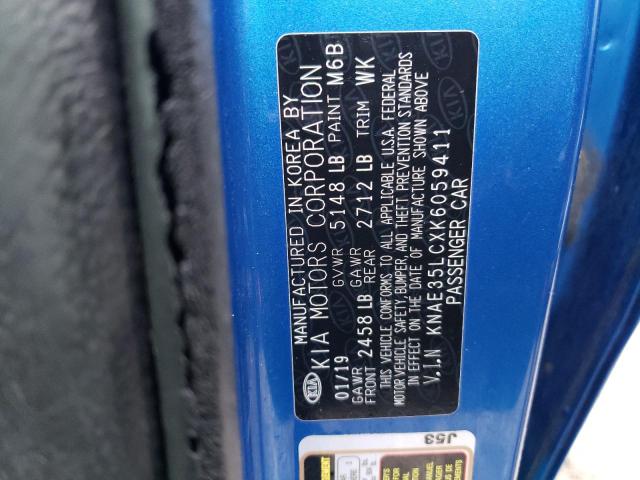 MANUFACTURED IN KOREA BY
KIA KIA MOTORS CORPORATION
01/19 GVWR 5148 LB PAINT M6B
GAWR FRONT 2458 LB GAWR REAR 2712 LB TRIM WK
THIS VEHICLE CONFORMS TO ALL APPLICABLE U.S.A. FEDERAL
MOTOR VEHICLE SAFETY, BUMPER, AND THEFT PREVENTION STANDARDS
IN EFFECT ON THE DATE OF MANUFACTURE SHOWN ABOVE
V.I.N KNAE35LCXK6059411
PASSENGER CAR
J53